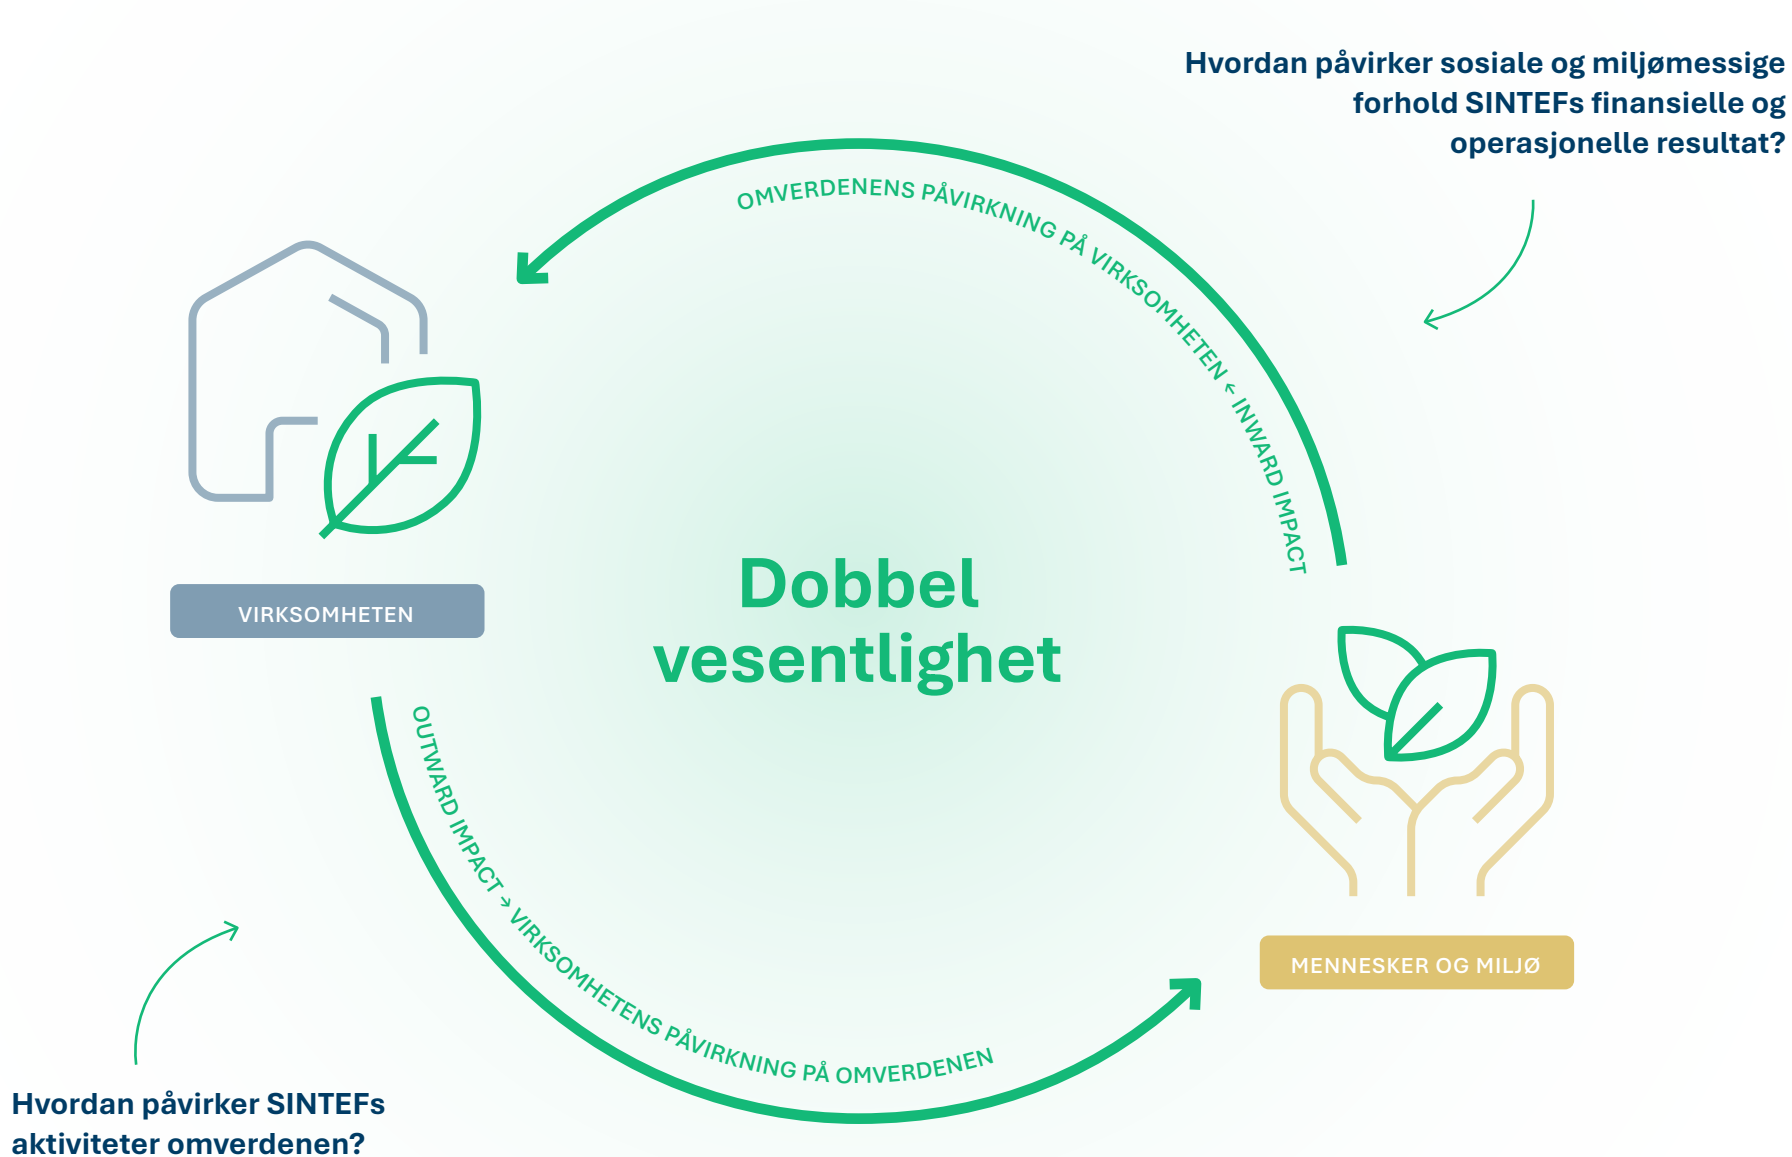 Hvordan påvirker sosiale og miljømessige
forhold SINTEFs finansielle og
operasjonelle resultat?
OMVERDENENS PÅVIRKNING PÅ VIRKSOMHETEN ← INWARD IMPACT
VIRKSOMHETEN
Dobbel
vesentlighet
MENNESKER OG MILJØ
OUTWARD IMPACT → VIRKSOMHETENS PÅVIRKNING PÅ OMVERDENEN
Hvordan påvirker SINTEFs
aktiviteter omverdenen?